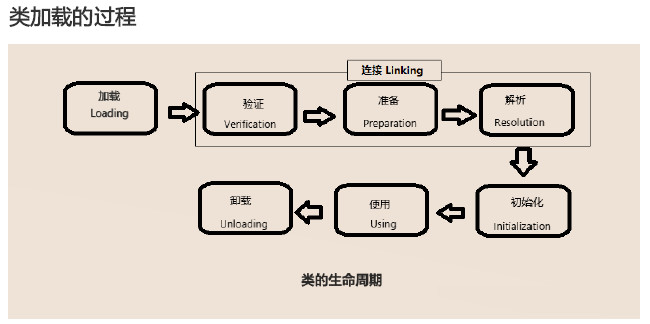 类加载的过程
连接 Linking
加载
Loading
验证
Verification
准备
Preparation
解析
Resolution
卸载
Unloading
使用
Using
初始化
Initialization
类的生命周期